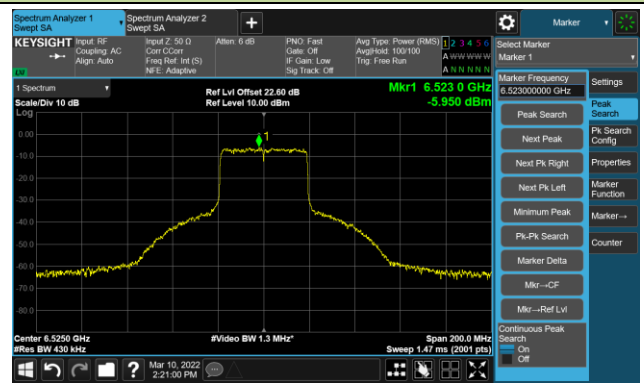 Spectrum Analyzer 1
Swept SA
Spectrum Analyzer 2
Swept SA
+
Marker
KEYSIGHT
Input: RF
Coupling: AC
Align: Auto
Input Z: 50 Ω
Corr CCorr
Freq Ref: Int (S)
NFE: Adaptive
Atten: 6 dB
PNO: Fast
Gate: Off
IF Gain: Low
Sig Track: Off
Avg Type: Power (RMS)
Avg|Hold: 100/100
Trig: Free Run
1 2 3 4 5 6
A W W W W W
A N N N N N
LW
Select Marker
Marker 1
1 Spectrum
Scale/Div 10 dB
Log
Ref Lvl Offset 22.60 dB
Ref Level 10.00 dBm
Mkr1 6.523 0 GHz
-5.950 dBm
0.00
-10.0
-20.0
-30.0
-40.0
-50.0
-60.0
-70.0
-80.0
1
Center 6.5250 GHz
#Res BW 430 kHz
#Video BW 1.3 MHz*
Span 200.0 MHz
Sweep 1.47 ms (2001 pts)
Marker Frequency
6.523000000 GHz
Peak Search
Next Peak
Next Pk Right
Next Pk Left
Minimum Peak
Pk-Pk Search
Marker Delta
Mkr→CF
Mkr→Ref Lvl
Continuous Peak
Search
On
Off
Settings
Peak
Search
Pk Search
Config
Properties
Marker
Function
Marker→
Counter
?
Mar 10, 2022
2:21:00 PM